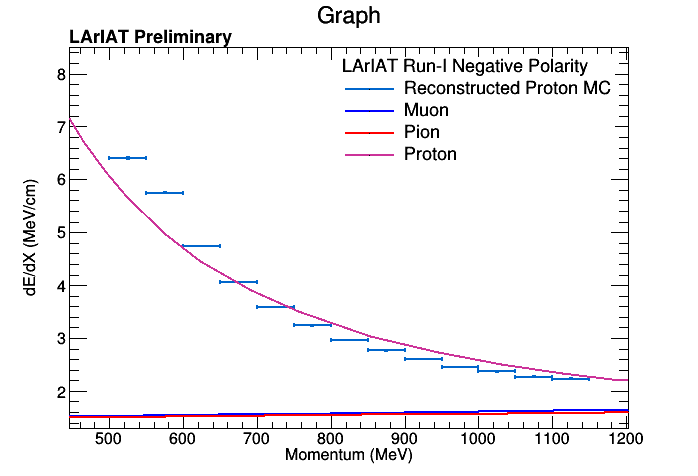 Graph
LArIAT Preliminary
LArIAT Run-I Negative Polarity
Reconstructed Proton MC
Muon
Pion
Proton
dE/dX (MeV/cm)
8
7
6
5
4
3
2
500 600 700 800 900 1000 1100 1200
Momentum (MeV)